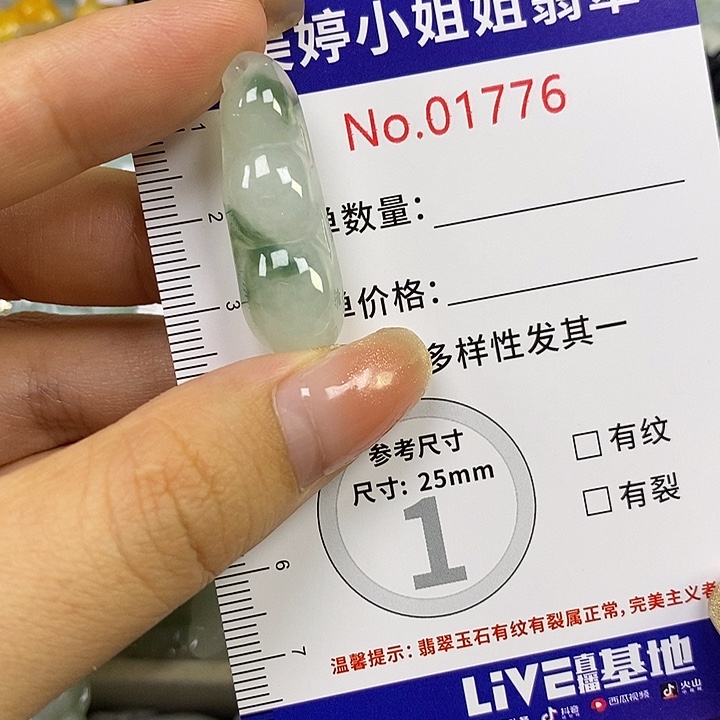 婷小姐姐翡翠
No.01776
1
单数量：
2
单价格：
3
多样性发其一
参考尺寸
尺寸: 25mm
1
□ 有纹
□ 有裂
6
7
温馨提示: 翡翠玉石有纹有裂属正常, 完美主义者
LiVE直播基地
抖音 西瓜视频 火山